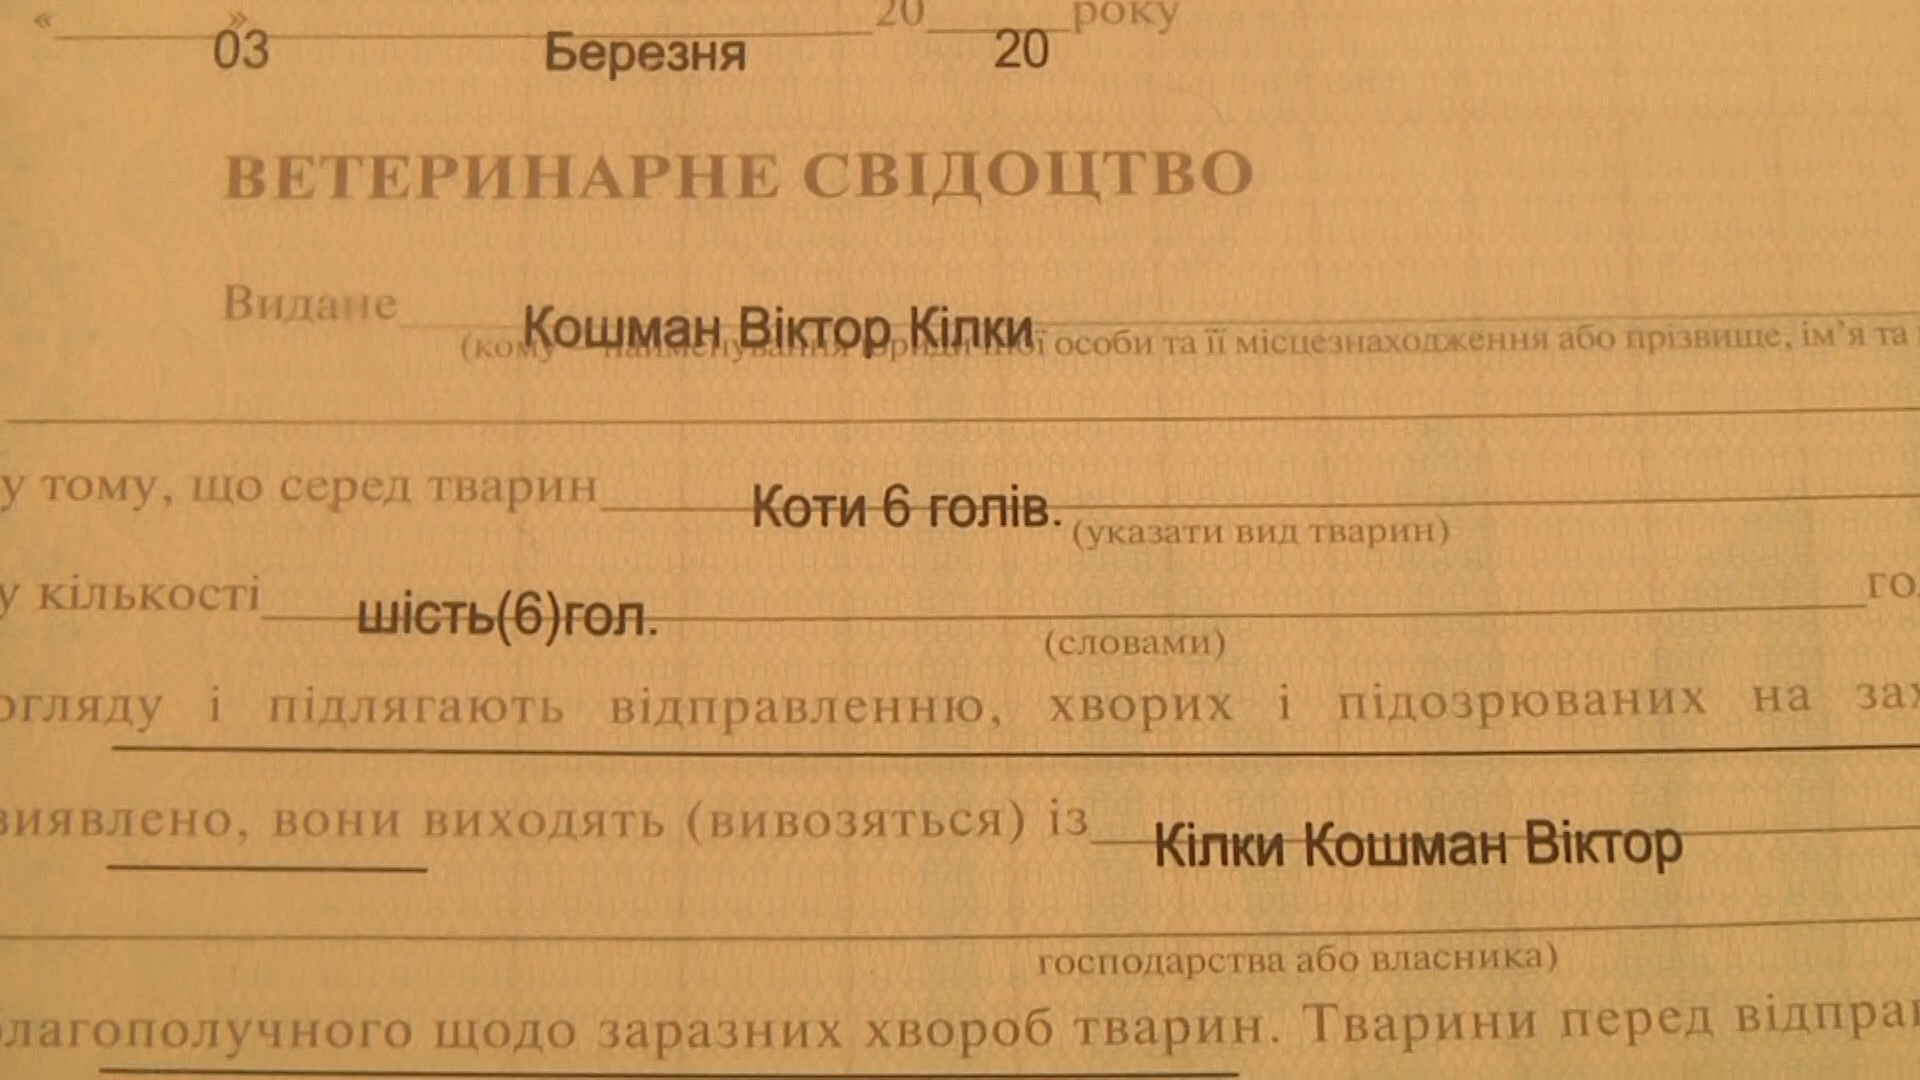 « » 20 року
03 Березня 20
ВЕТЕРИНАРНЕ СВІДОЦТВО
Видане Кошман Віктор Кілки
(кому – найменування юридичної особи та її місцезнаходження або прізвище, ім’я та
у тому, що серед тварин Коти 6 голів.
(указати вид тварин)
у кількості шість(6)гол. го
(словами)
огляду і підлягають відправленню, хворих і підозрюваних на зах
виявлено, вони виходять (вивозяться) із Кілки Кошман Віктор
господарства або власника)
благополучного щодо заразних хвороб тварин. Тварини перед відправ